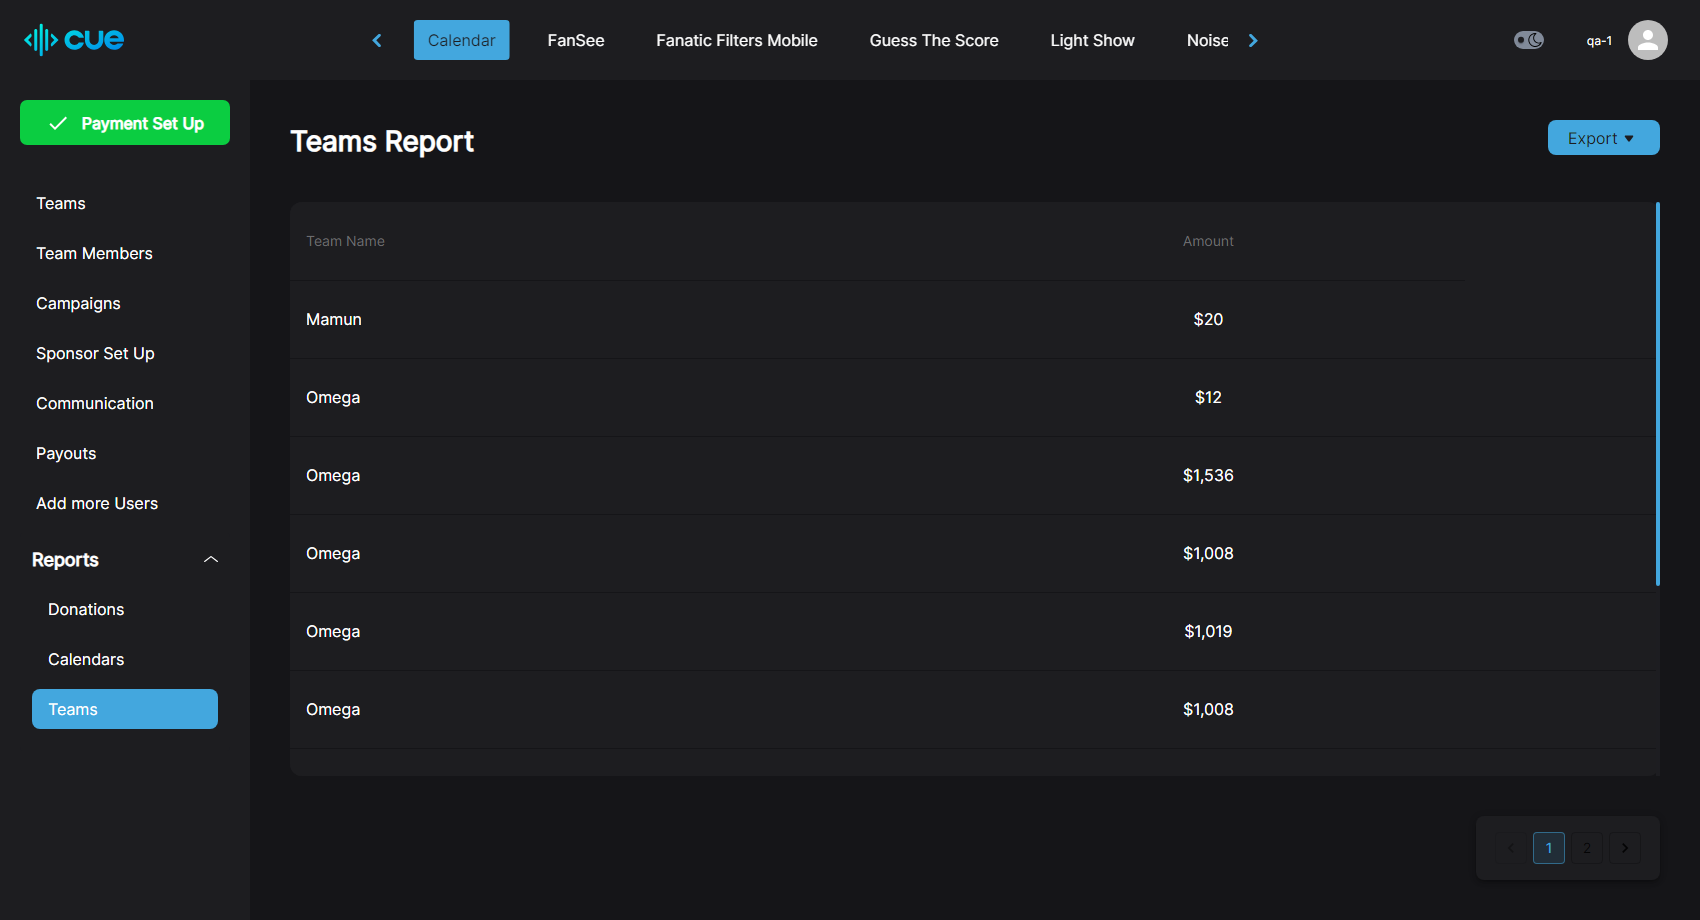 cue
Calendar
FanSee
Fanatic Filters Mobile
Guess The Score
Light Show
Noise
qa-1
Payment Set Up
Teams
Team Members
Campaigns
Sponsor Set Up
Communication
Payouts
Add more Users
Reports
Donations
Calendars
Teams
Teams Report
Export
Team Name Amount
Mamun $20
Omega $12
Omega $1,536
Omega $1,008
Omega $1,019
Omega $1,008
1 2